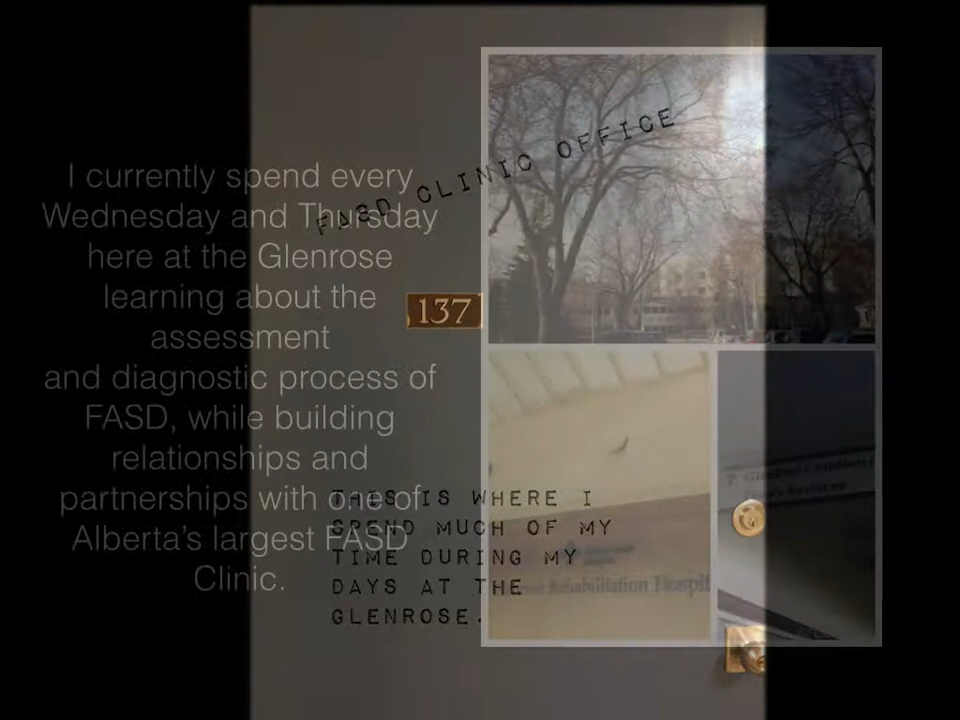 FASD CLINIC OFFICE
I currently spend every
Wednesday and Thursday
here at the Glenrose
learning about the
assessment
and diagnostic process of
FASD, while building
relationships and
partnerships with one of
Alberta's largest FASD
Clinic.
137
THIS IS WHERE I
SPEND MUCH OF MY
TIME DURING MY
DAYS AT THE
GLENROSE.
Rehabilitation Hospit